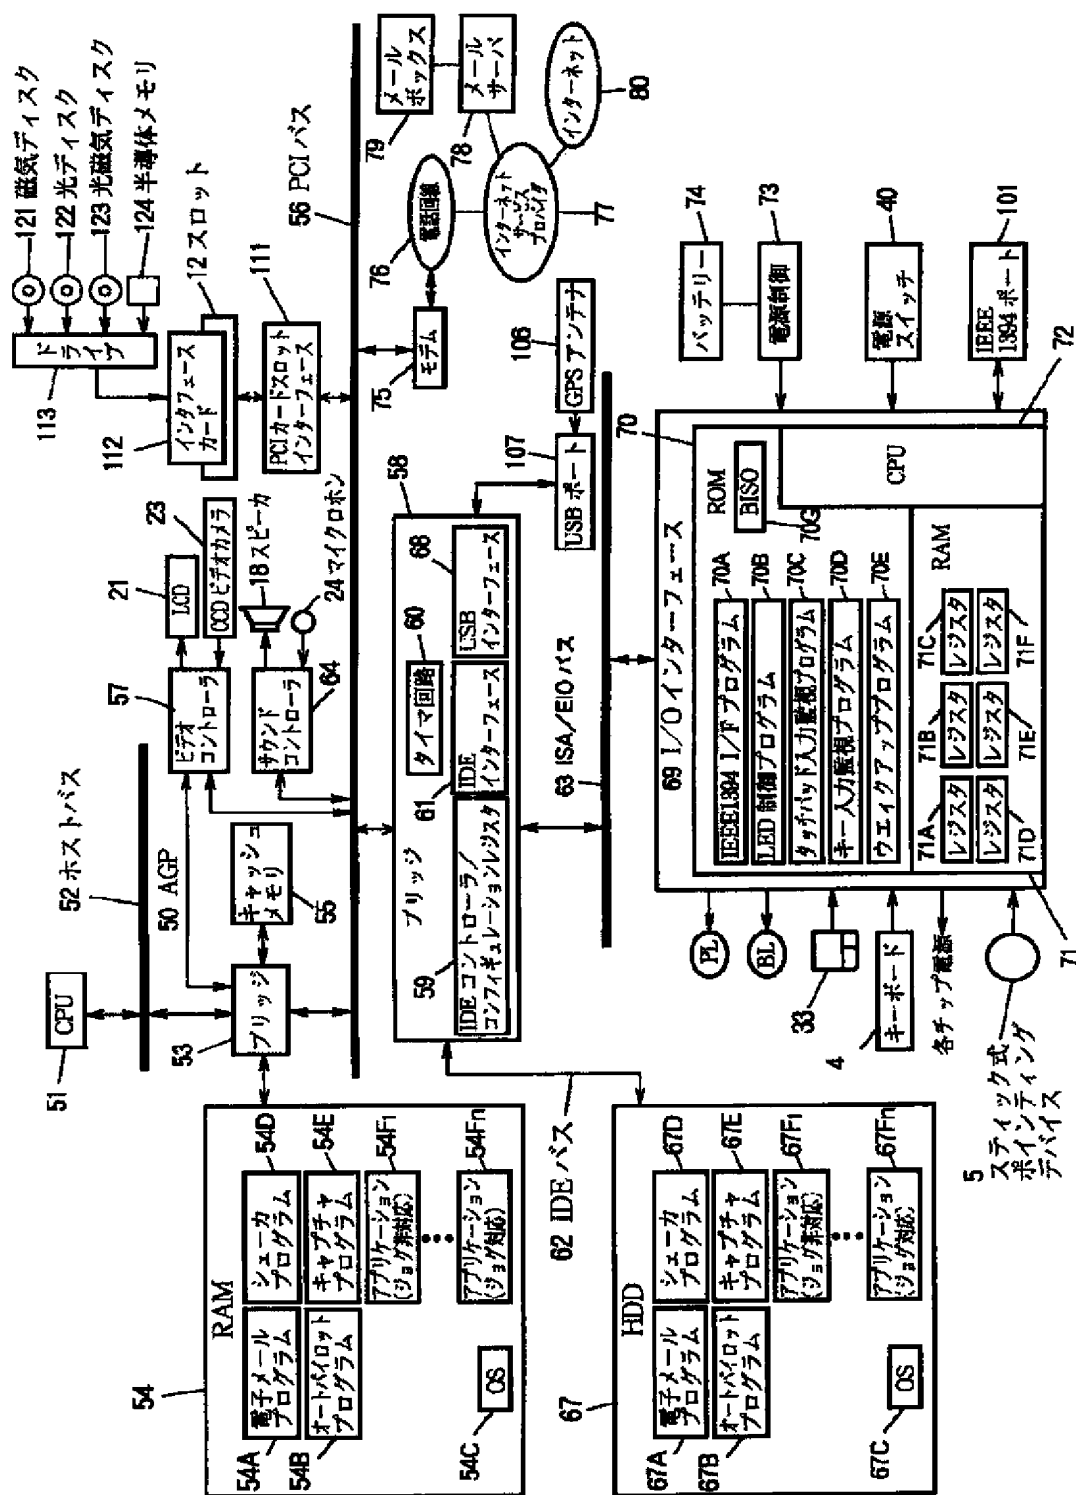 51
CPU
52 ホストバス
53
ブリッジ
50 AGP
キャッシュ
メモリ
55
57
ビデオ
コントローラ
21
LCD
23
CCD ビデオカメラ
サウンド
コントローラ
64
18 スピーカ
24 マイクロホン
121 磁気ディスク
122 光ディスク
123 光磁気ディスク
124 半導体メモリ
ドライブ
113
インタフェース
カード
112
12 スロット
PCI カードスロット
インターフェース
111
56 PCI バス
54
RAM
54A
電子メール
プログラム
54B
オートパイロット
プログラム
54C
OS
シェーカ
プログラム
54D
キャプチャ
プログラム
54E
アプリケーション
(ジョグ非対応)
54F1
アプリケーション
(ジョグ対応)
54Fn
62 IDE バス
ブリッジ
58
59
IDE コントローラ/
コンフィギュレーションレジスタ
タイマ回路
60
61
IDE
インターフェース
68
USB
インターフェース
107
USB ポート
106
GPS アンテナ
75
モデム
76
電話回線
インターネット
サービス
プロバイダ
77
メール
サーバ
78
メール
ボックス
79
インターネット
80
63 ISA/EIO バス
67
HDD
67A
電子メール
プログラム
67B
オートパイロット
プログラム
67C
OS
シェーカ
プログラム
67D
キャプチャ
プログラム
67E
アプリケーション
(ジョグ非対応)
67F1
アプリケーション
(ジョグ対応)
67Fn
69 I/O インターフェース
70
ROM
IEEE1394 I/F プログラム
70A
LED 制御プログラム
70B
タッチパッド入力監視プログラム
70C
キー入力監視プログラム
70D
ウエイクアッププログラム
70E
BISO
70G
CPU
72
RAM
71
71A
レジスタ
71B
レジスタ
71C
レジスタ
71D
レジスタ
71E
レジスタ
71F
レジスタ
PL
BL
33
4
キーボード
各チップ電源
5
スティック式
ポインティング
デバイス
バッテリー
74
電源制御
73
電源
スイッチ
40
IEEE
1394 ポート
101